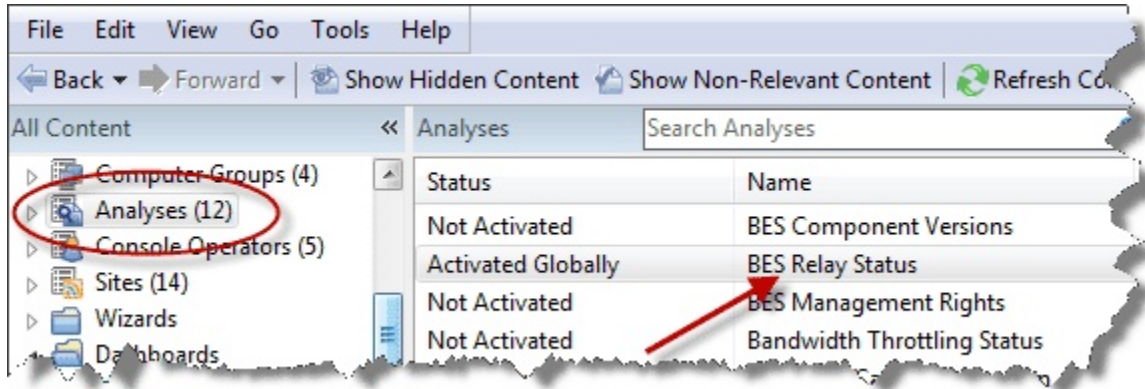 File Edit View Go Tools Help
Back Forward Show Hidden Content Show Non-Relevant Content Refresh
All Content « Analyses Search Analyses
Computer Groups (4)
Analyses (12)
Console Operators (5)
Sites (14)
Wizards
Dashboards
Status Name
Not Activated BES Component Versions
Activated Globally BES Relay Status
Not Activated BES Management Rights
Not Activated Bandwidth Throttling Status